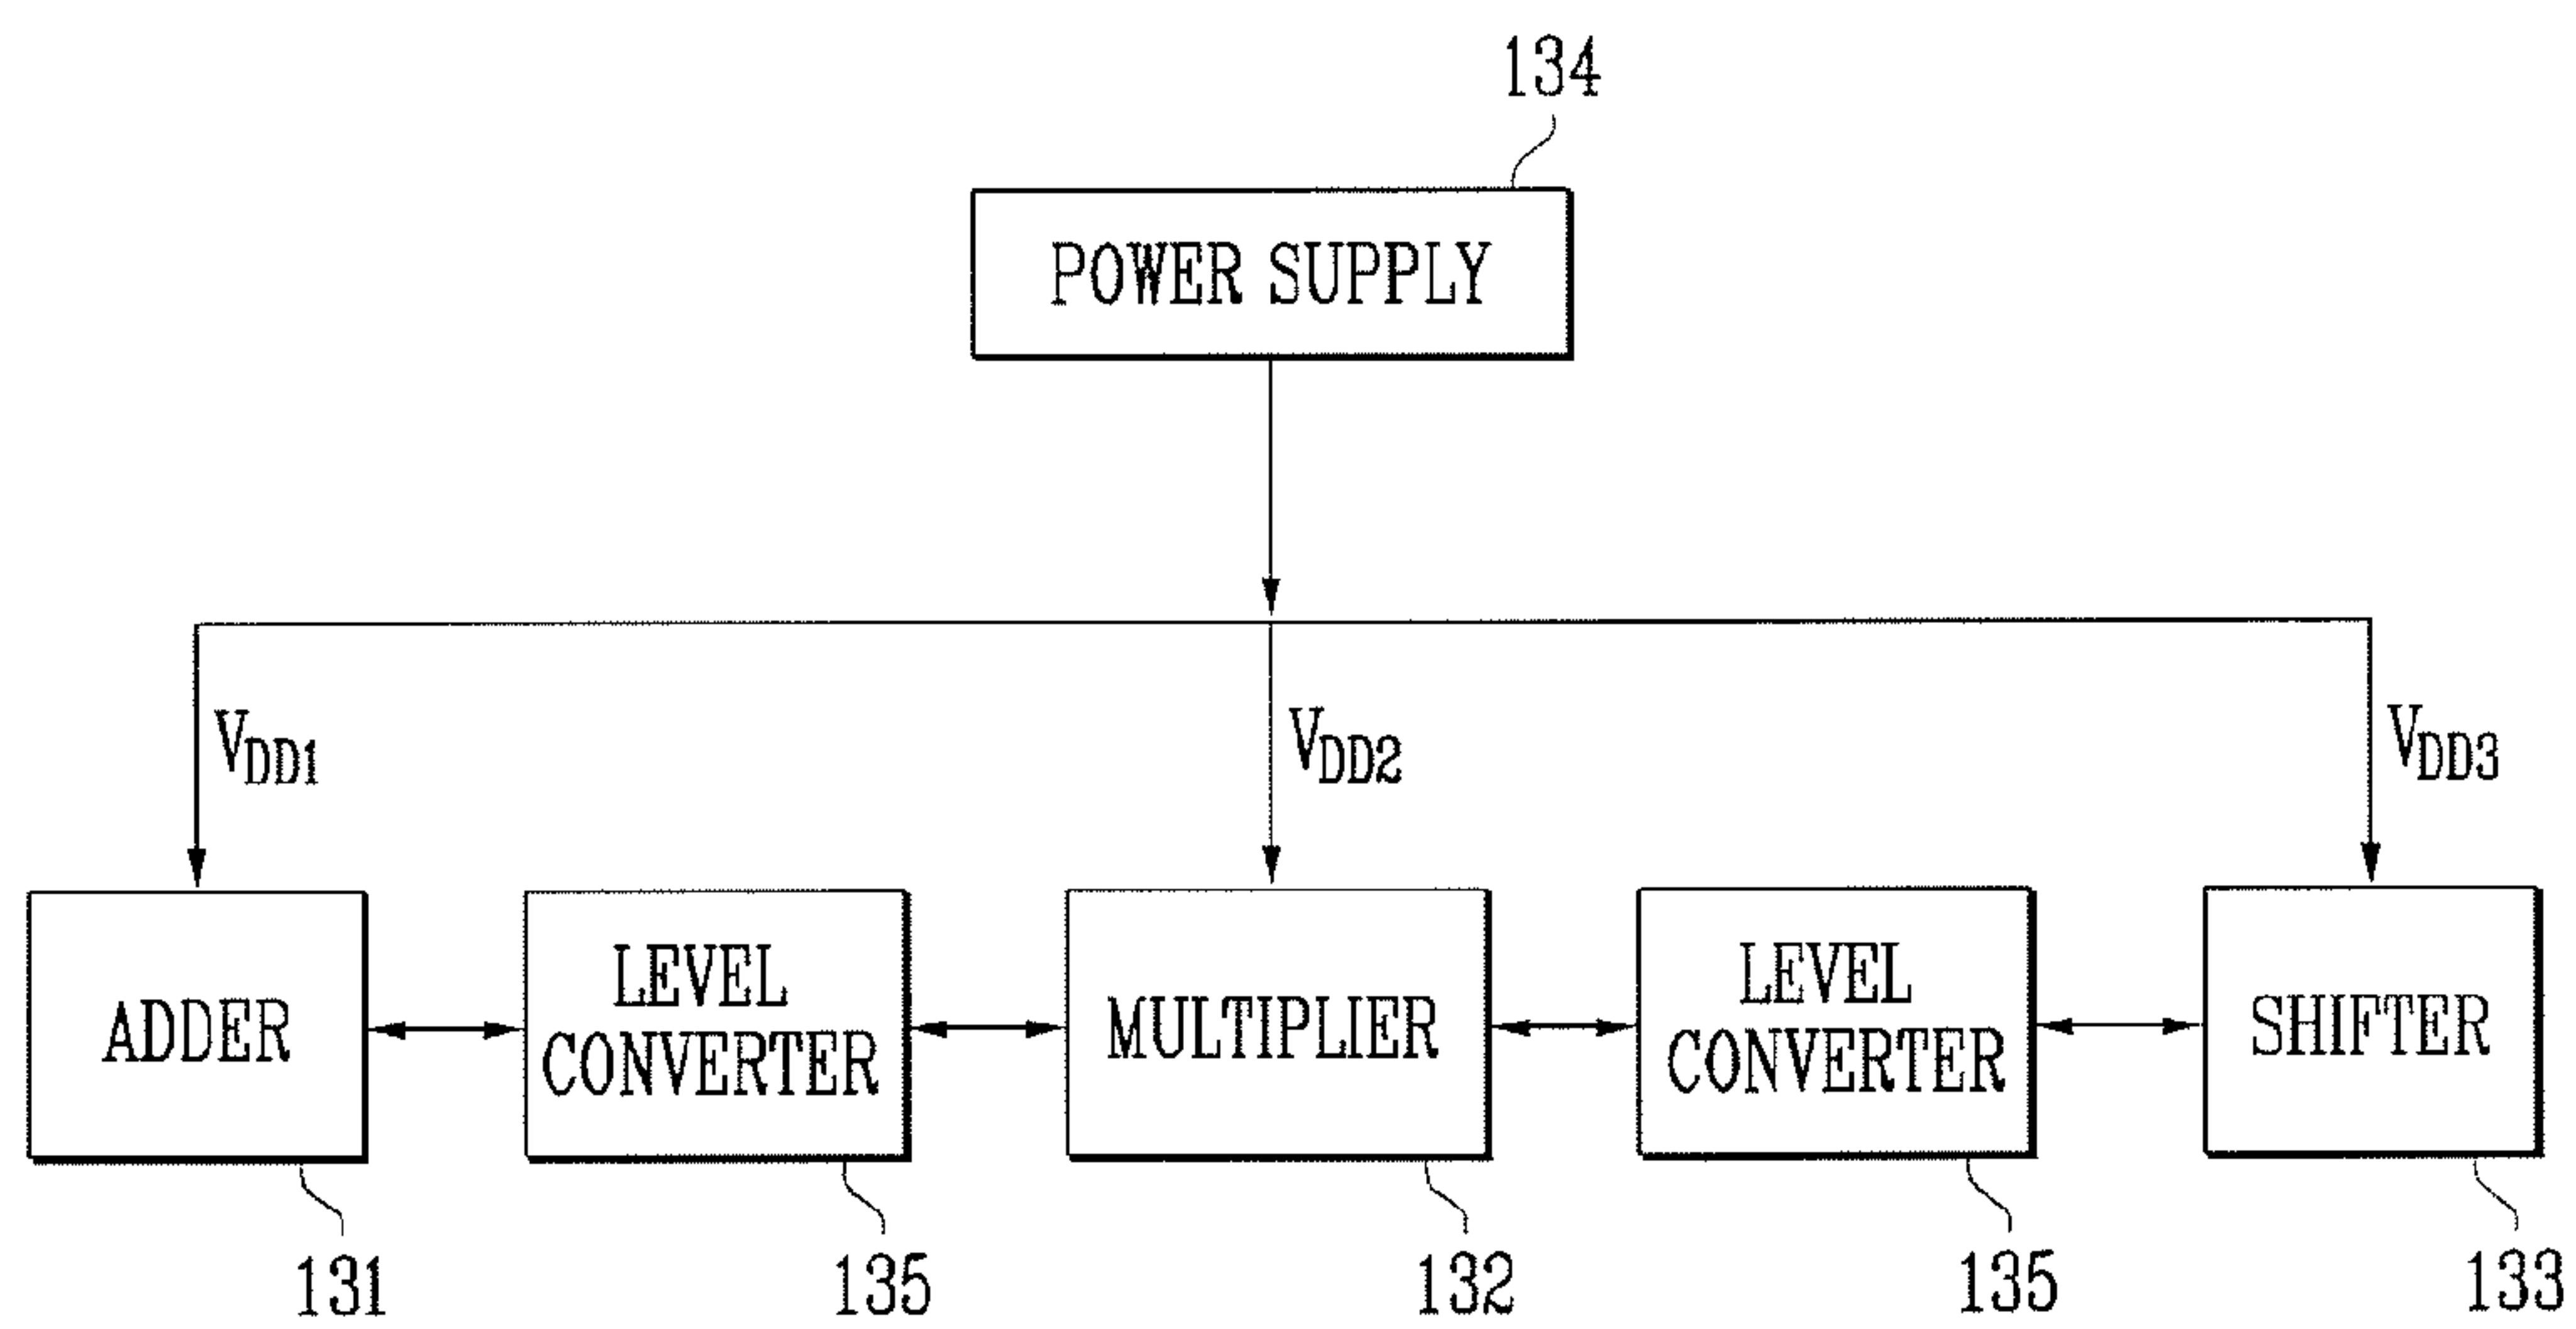 134
POWER SUPPLY
VDD1
VDD2
VDD3
ADDER
LEVEL
CONVERTER
MULTIPLIER
LEVEL
CONVERTER
SHIFTER
131
135
132
135
133